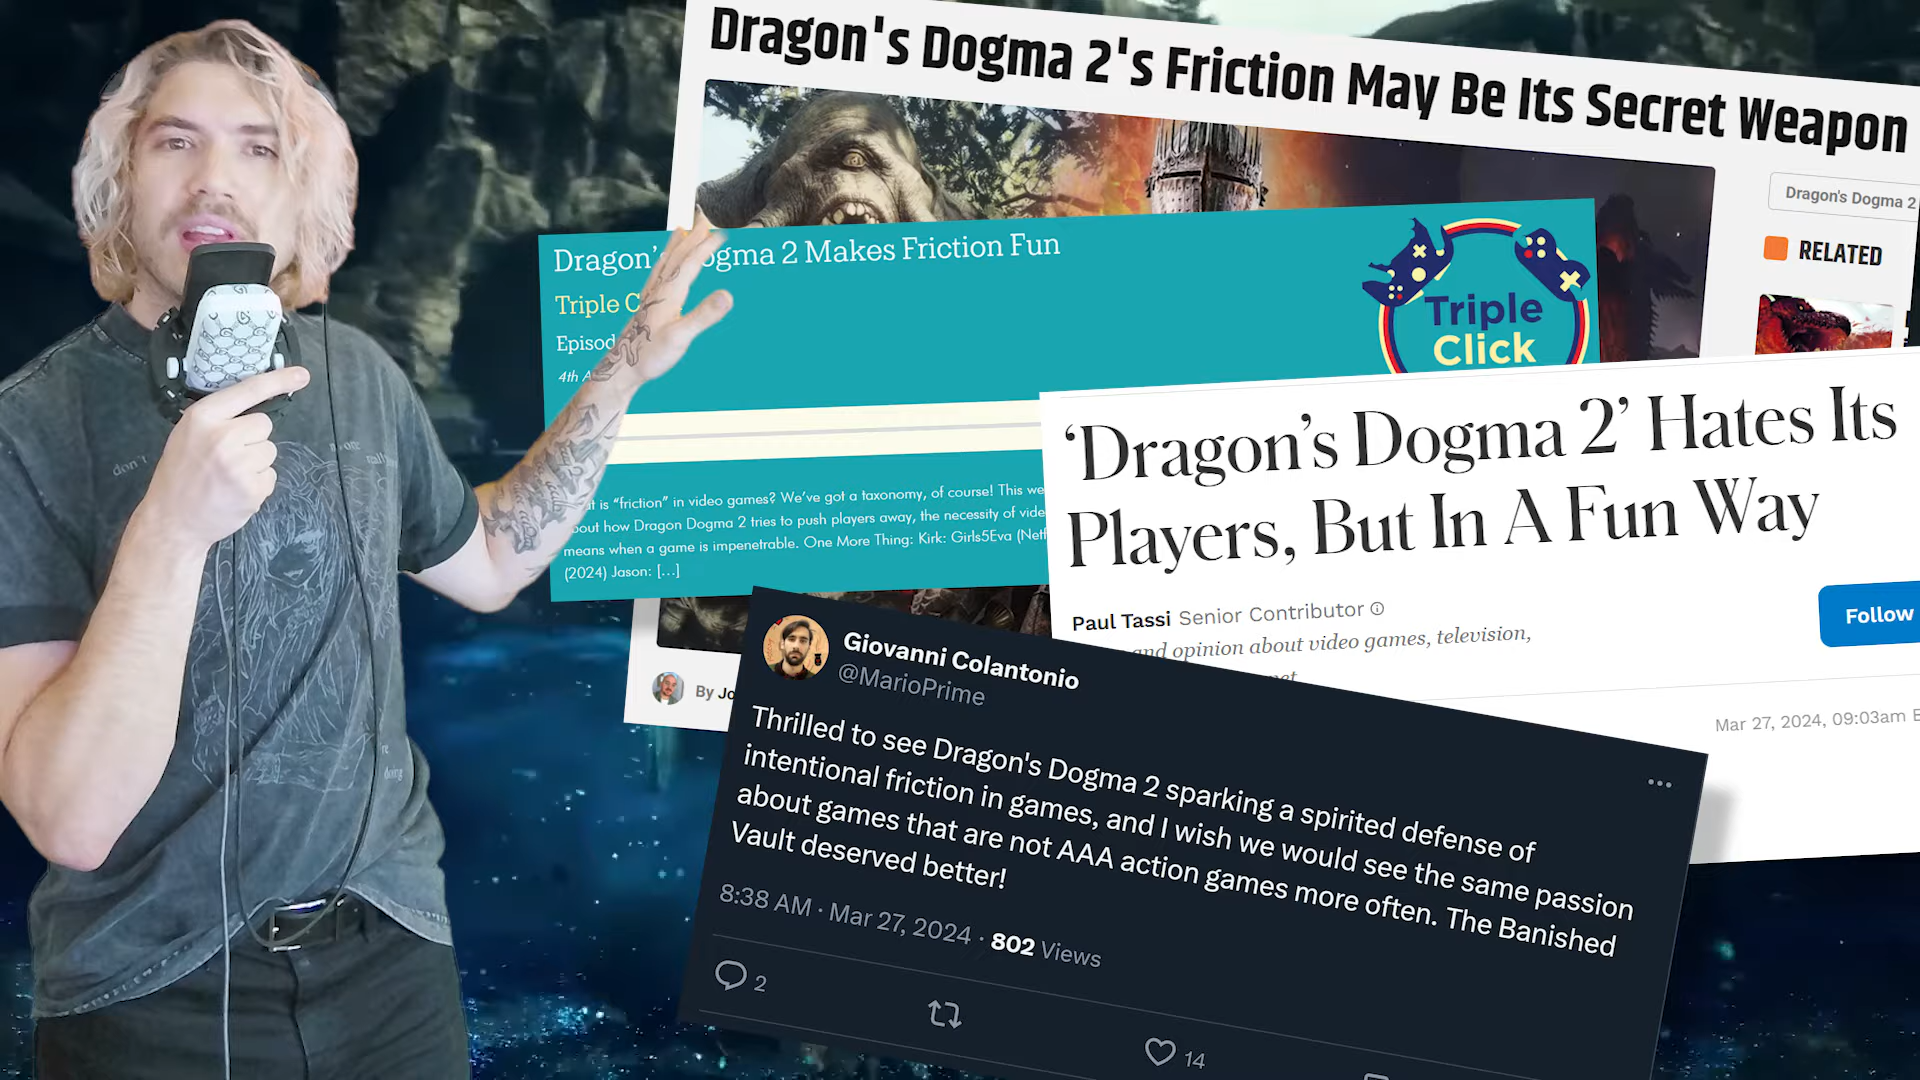 Dragon's Dogma 2's Friction May Be Its Secret Weapon
Dragon's Dogma 2
RELATED
By Jo
Dragon's Dogma 2 Makes Friction Fun
Triple C
Episod
4th A
Triple
Click
is “friction” in video games? We’ve got a taxonomy, of course! This we
about how Dragon Dogma 2 tries to push players away, the necessity of vide
means when a game is impenetrable. One More Thing: Kirk: Girls5Eva (Netf
(2024) Jason: [...]
‘Dragon’s Dogma 2’ Hates Its
Players, But In A Fun Way
Paul Tassi Senior Contributor
and opinion about video games, television,
Follow
Mar 27, 2024, 09:03am E
Giovanni Colantonio
@MarioPrime
Thrilled to see Dragon's Dogma 2 sparking a spirited defense of
intentional friction in games, and I wish we would see the same passion
about games that are not AAA action games more often. The Banished
Vault deserved better!
8:38 AM · Mar 27, 2024 · 802 Views
2
14
don't